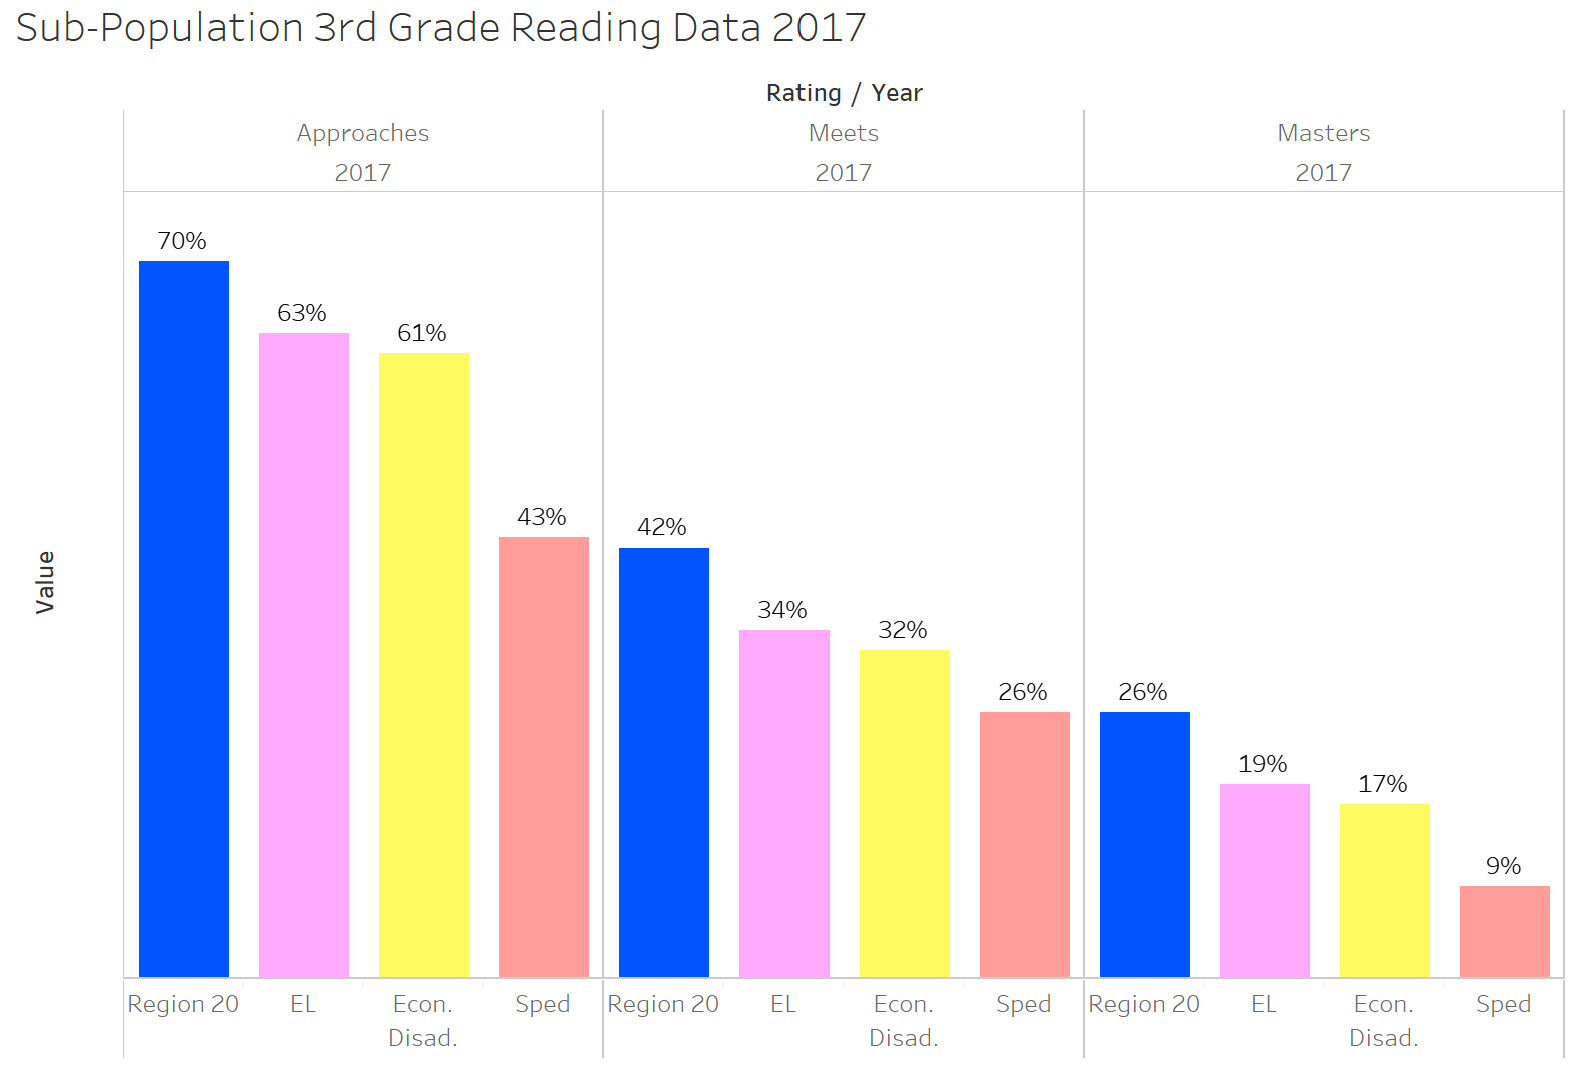 Sub-Population 3rd Grade Reading Data 2017
Rating / Year
Approaches
2017
Meets
2017
Masters
2017
Value
70%
63%
61%
43%
42%
34%
32%
26%
26%
19%
17%
9%
Region 20
EL
Econ.
Disad.
Sped
Region 20
EL
Econ.
Disad.
Sped
Region 20
EL
Econ.
Disad.
Sped